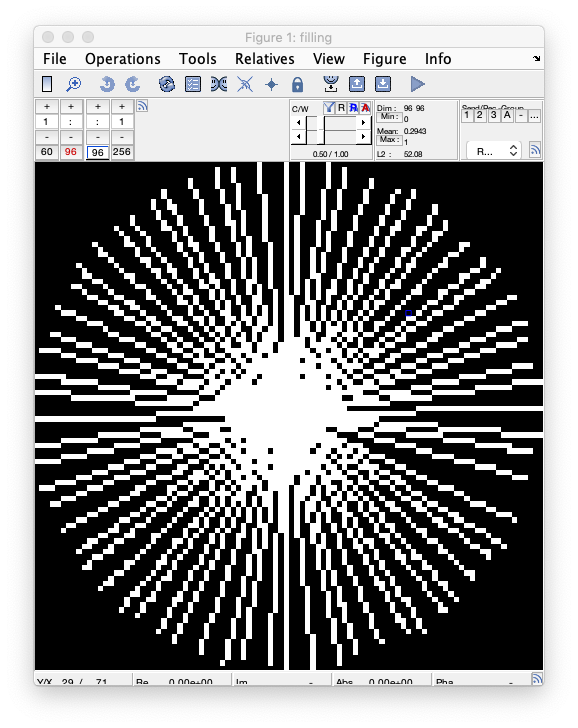 Figure 1: filling
File Operations Tools Relatives View Figure Info
+ + + +
1 : : 1
- - - -
60 96 96 256
C/W
R R A
0.50 / 1.00
Dim : 96 96
Min : 0
Mean: 0.2943
Max : 1
L2 : 52.08
Send/Rec-Group
1 2 3 A - ...
R...
Y/X 29 / 71 Re 0.00e+00 Im - Abs 0.00e+00 Pha -